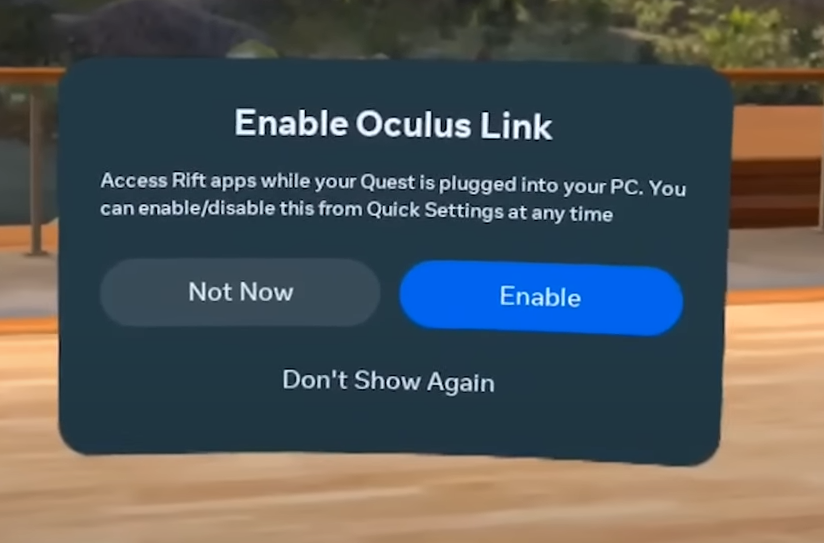 Enable Oculus Link
Access Rift apps while your Quest is plugged into your PC. You
can enable/disable this from Quick Settings at any time
Not Now
Enable
Don't Show Again